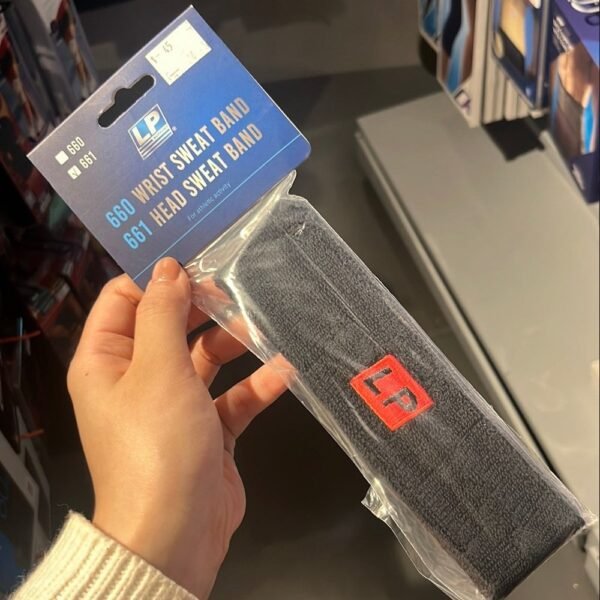 LP
660
661
660 WRIST SWEAT BAND
661 HEAD SWEAT BAND
For athletic activity
LP